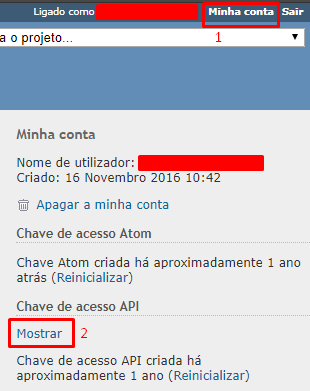 Ligado como Minha conta Sair
a o projeto... 1
Minha conta
Nome de utilizador:
Criado: 16 Novembro 2016 10:42
Apagar a minha conta
Chave de acesso Atom
Chave Atom criada há aproximadamente 1 ano
atrás (Reinicializar)
Chave de acesso API
Mostrar 2
Chave de acesso API criada há
aproximadamente 1 ano (Reinicializar)